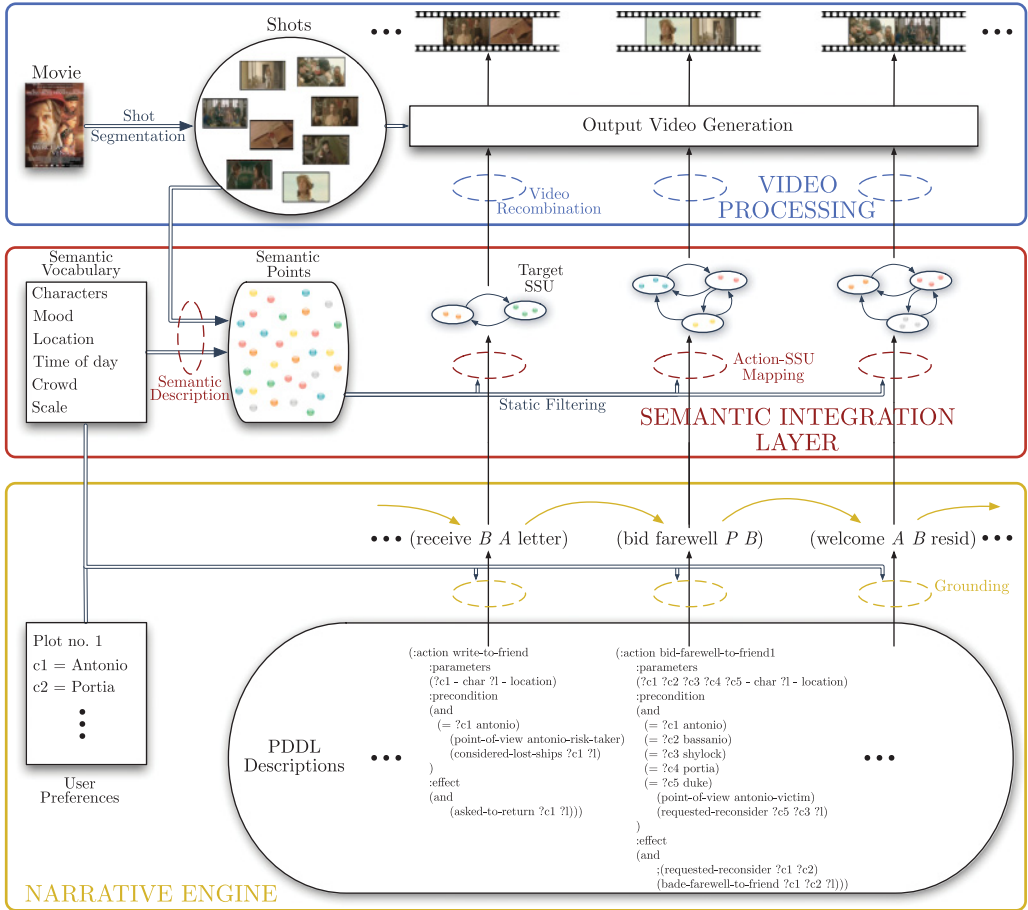 Shots
Movie
Shot
Segmentation
Output Video Generation
Video
Recombination
VIDEO
PROCESSING
Semantic
Vocabulary
Characters
Mood
Location
Time of day
Crowd
Scale
Semantic
Description
Semantic
Points
Target
SSU
Action-SSU
Mapping
Static Filtering
SEMANTIC INTEGRATION
LAYER
(receive B A letter)
(bid farewell P B)
(welcome A B resid)
Grounding
Plot no. 1
c1 = Antonio
c2 = Portia
User
Preferences
PDDL
Descriptions
(:action write-to-friend
:parameters
(?c1 - char ?l - location)
:precondition
(and
(= ?c1 antonio)
(point-of-view antonio-risk-taker)
(considered-lost-ships ?c1 ?l)
)
:effect
(and
(asked-to-return ?c1 ?l)))
(:action bid-farewell-to-friend1
:parameters
(?c1 ?c2 ?c3 ?c4 ?c5 - char ?l - location)
:precondition
(and
(= ?c1 antonio)
(= ?c2 bassanio)
(= ?c3 shylock)
(= ?c4 portia)
(= ?c5 duke)
(point-of-view antonio-victim)
(requested-reconsider ?c5 ?c3 ?l)
)
:effect
(and
;(requested-reconsider ?c1 ?c2)
(bade-farewell-to-friend ?c1 ?c2 ?l)))
NARRATIVE ENGINE